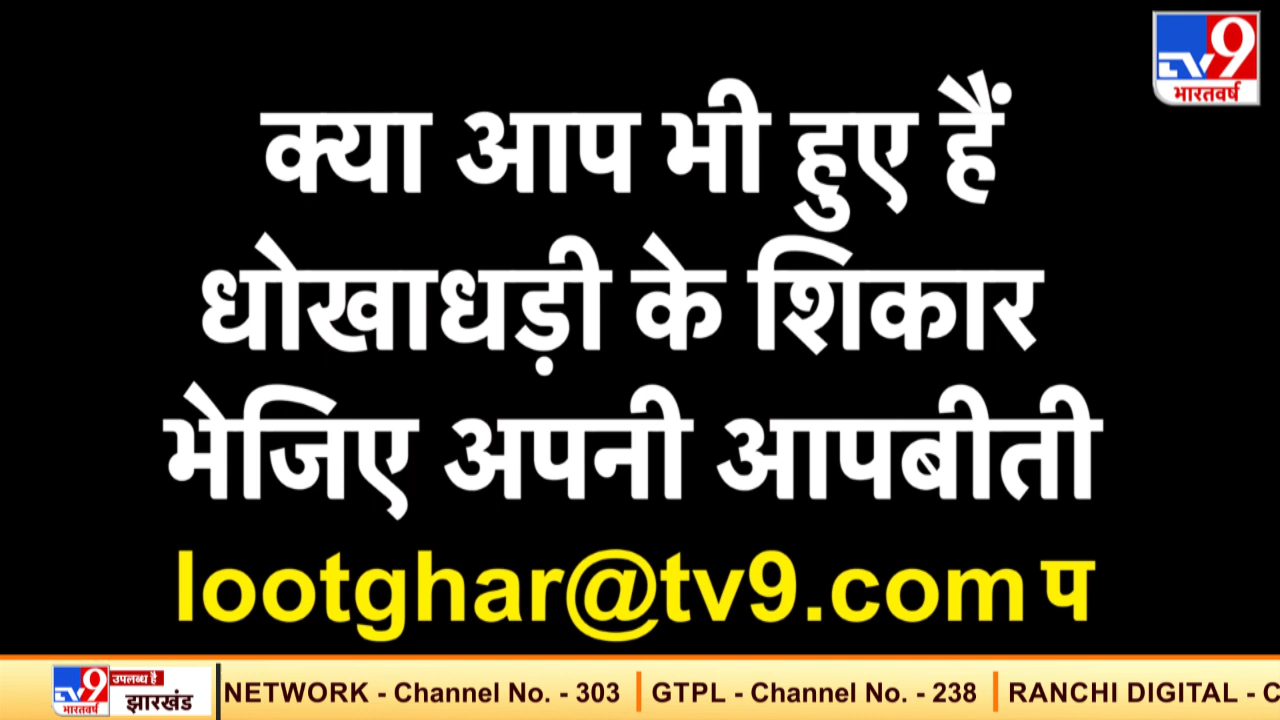 TV9
भारतवर्ष
क्या आप भी हुए हैं
धोखाधड़ी के शिकार
भेजिए अपनी आपबीती
lootghar@tv9.com प
TV9 भारतवर्ष उपलब्ध है झारखंड NETWORK - Channel No. - 303 GTPL - Channel No. - 238 RANCHI DIGITAL - C